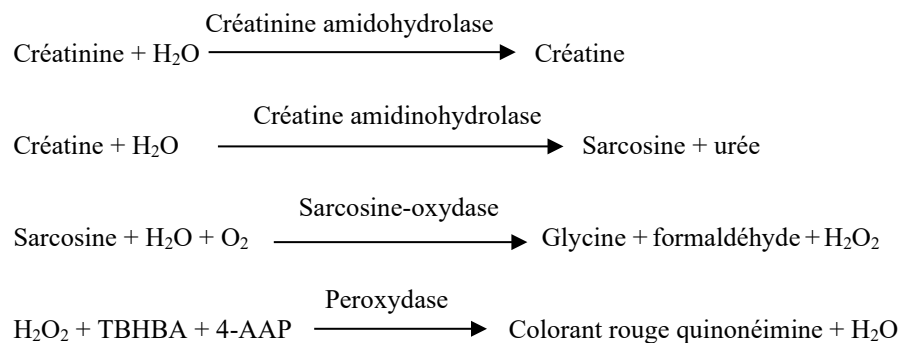 Créatinine amidohydrolase
Créatinine + H₂O Créatine
Créatine amidinohydrolase
Créatine + H₂O Sarcosine + urée
Sarcosine-oxydase
Sarcosine + H₂O + O₂ Glycine + formaldéhyde + H₂O₂
Peroxydase
H₂O₂ + TBHBA + 4-AAP Colorant rouge quinonéimine + H₂O